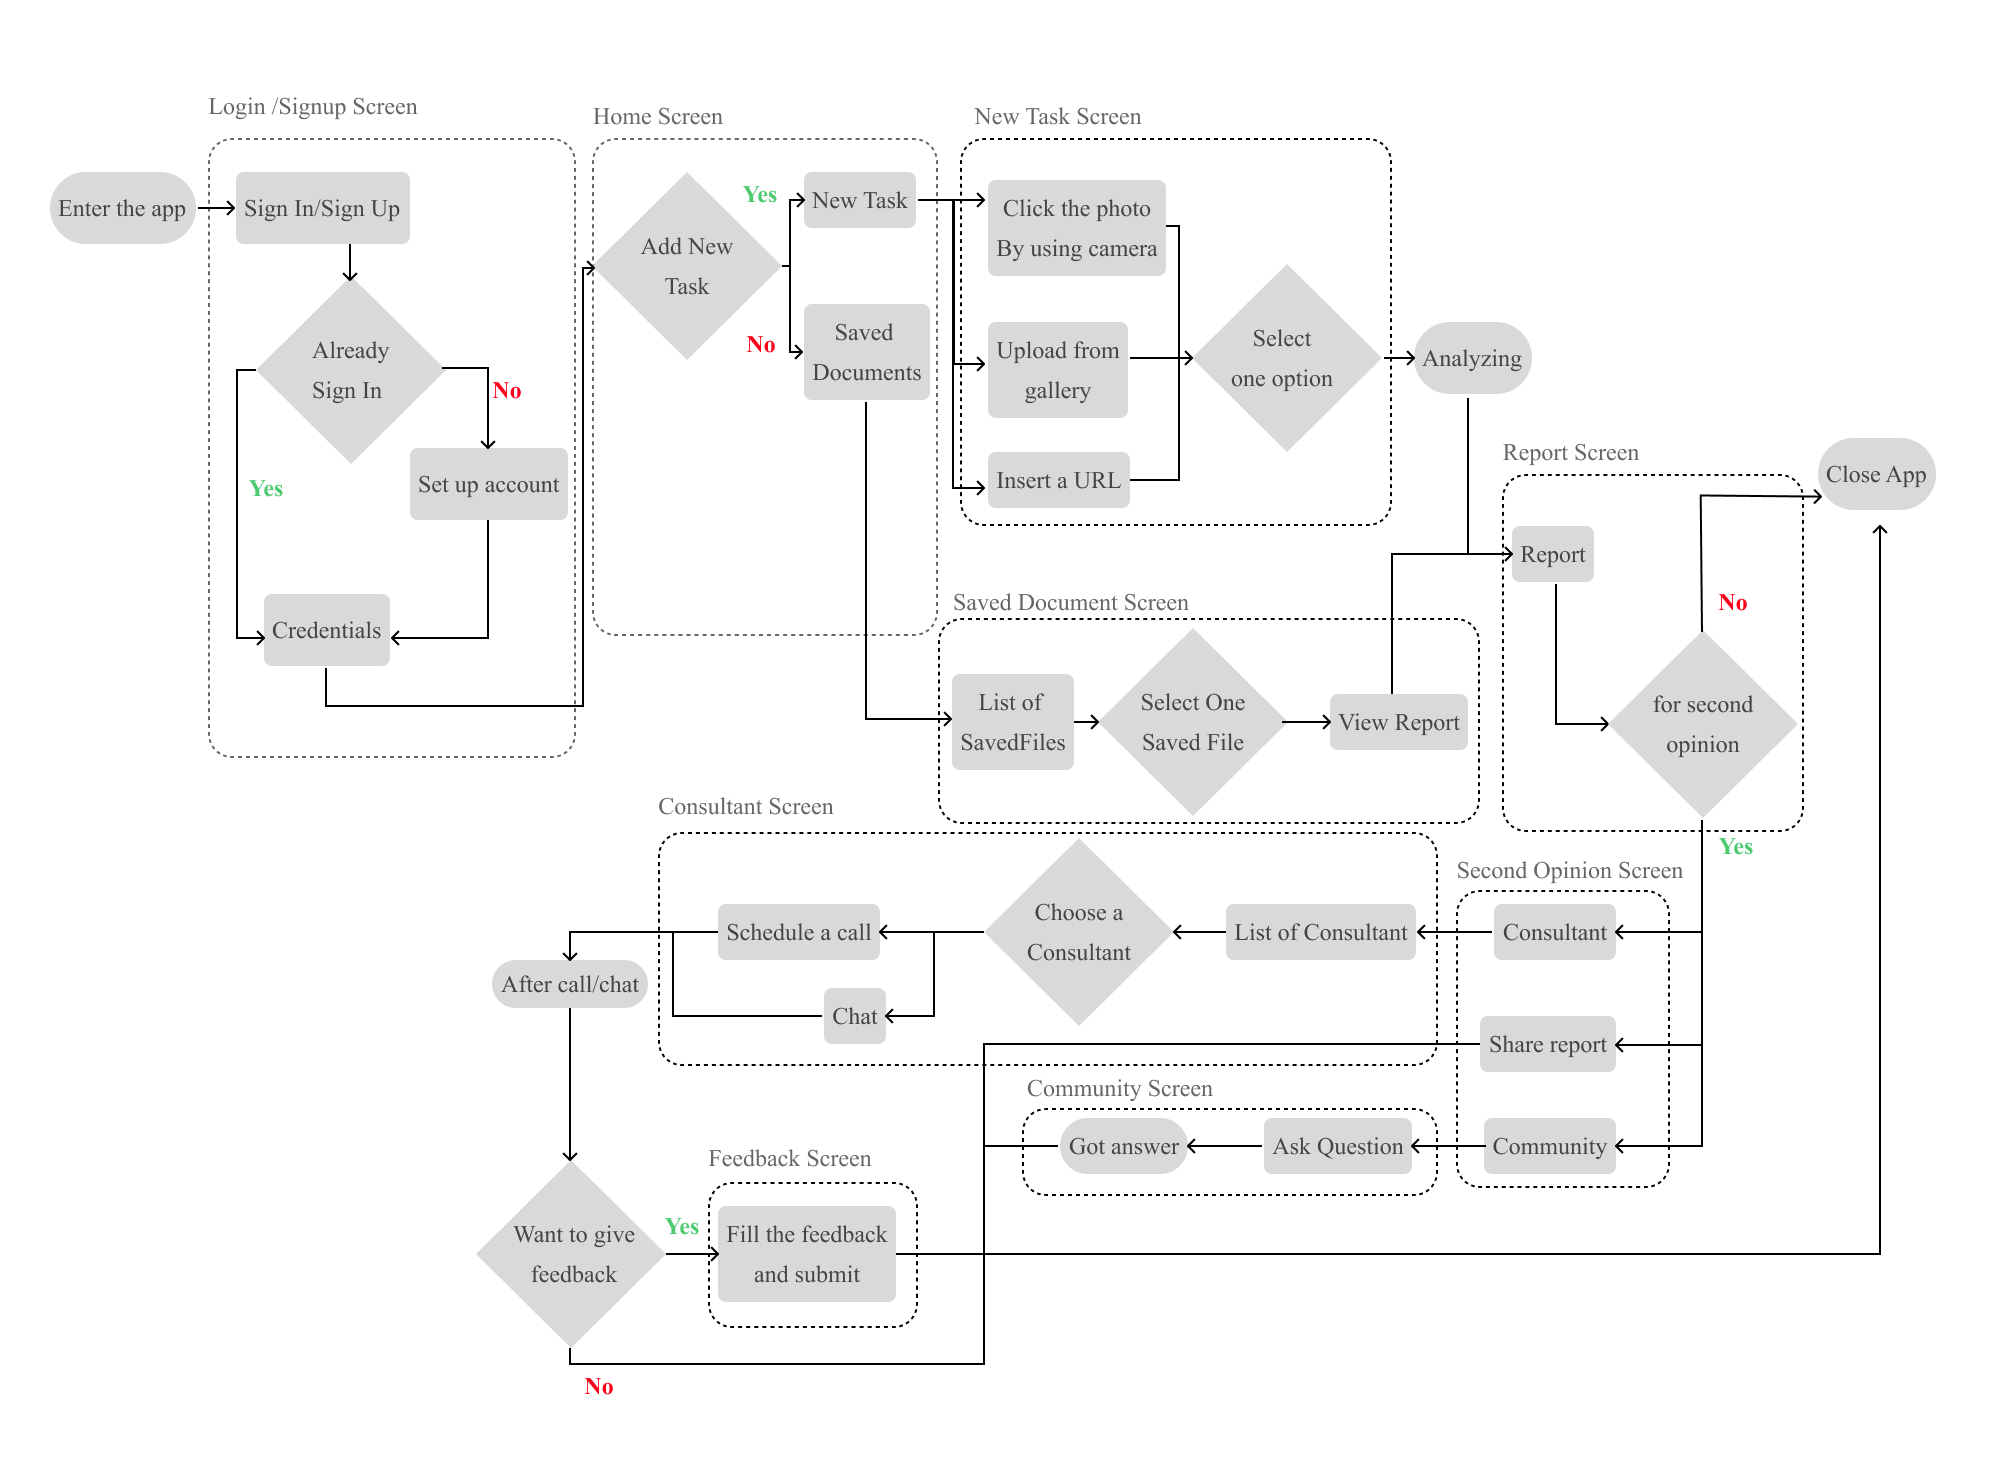 Login /Signup Screen
Enter the app
Sign In/Sign Up
Already
Sign In
No
Yes
Set up account
Credentials
Home Screen
Add New
Task
Yes
No
New Task
Saved
Documents
New Task Screen
Click the photo
By using camera
Upload from
gallery
Insert a URL
Select
one option
Analyzing
Report Screen
Report
No
for second
opinion
Yes
Close App
Saved Document Screen
List of
SavedFiles
Select One
Saved File
View Report
Second Opinion Screen
Consultant
Share report
Community
Consultant Screen
List of Consultant
Choose a
Consultant
Schedule a call
Chat
After call/chat
Community Screen
Ask Question
Got answer
Want to give
feedback
Yes
No
Feedback Screen
Fill the feedback
and submit